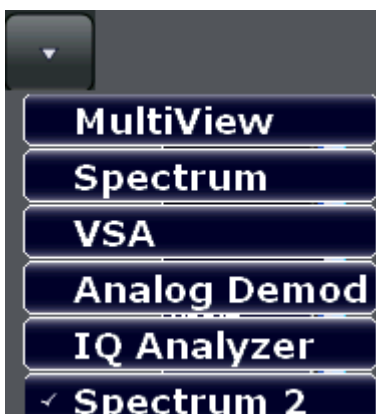 MultiView
Spectrum
VSA
Analog Demod
IQ Analyzer
Spectrum 2